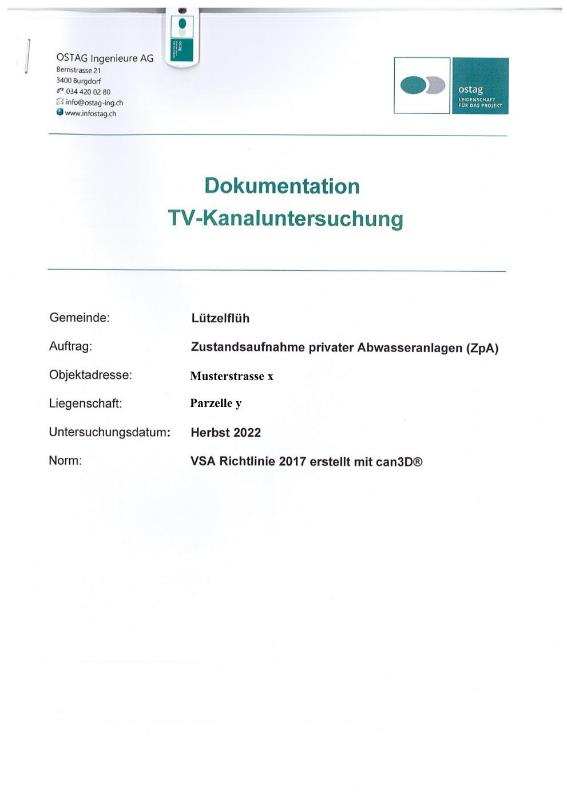 OSTAG Ingenieure AG
Bernstrasse 21
3400 Burgdorf
034 420 02 80
info@ostag-ing.ch
www.infostag.ch
ostag
LEIDENSCHAFT
FÜR DAS PROJEKT
Dokumentation
TV-Kanaluntersuchung
Gemeinde: Lützelflüh
Auftrag: Zustandsaufnahme privater Abwasseranlagen (ZpA)
Objektadresse: Musterstrasse x
Liegenschaft: Parzelle y
Untersuchungsdatum: Herbst 2022
Norm: VSA Richtlinie 2017 erstellt mit can3D®